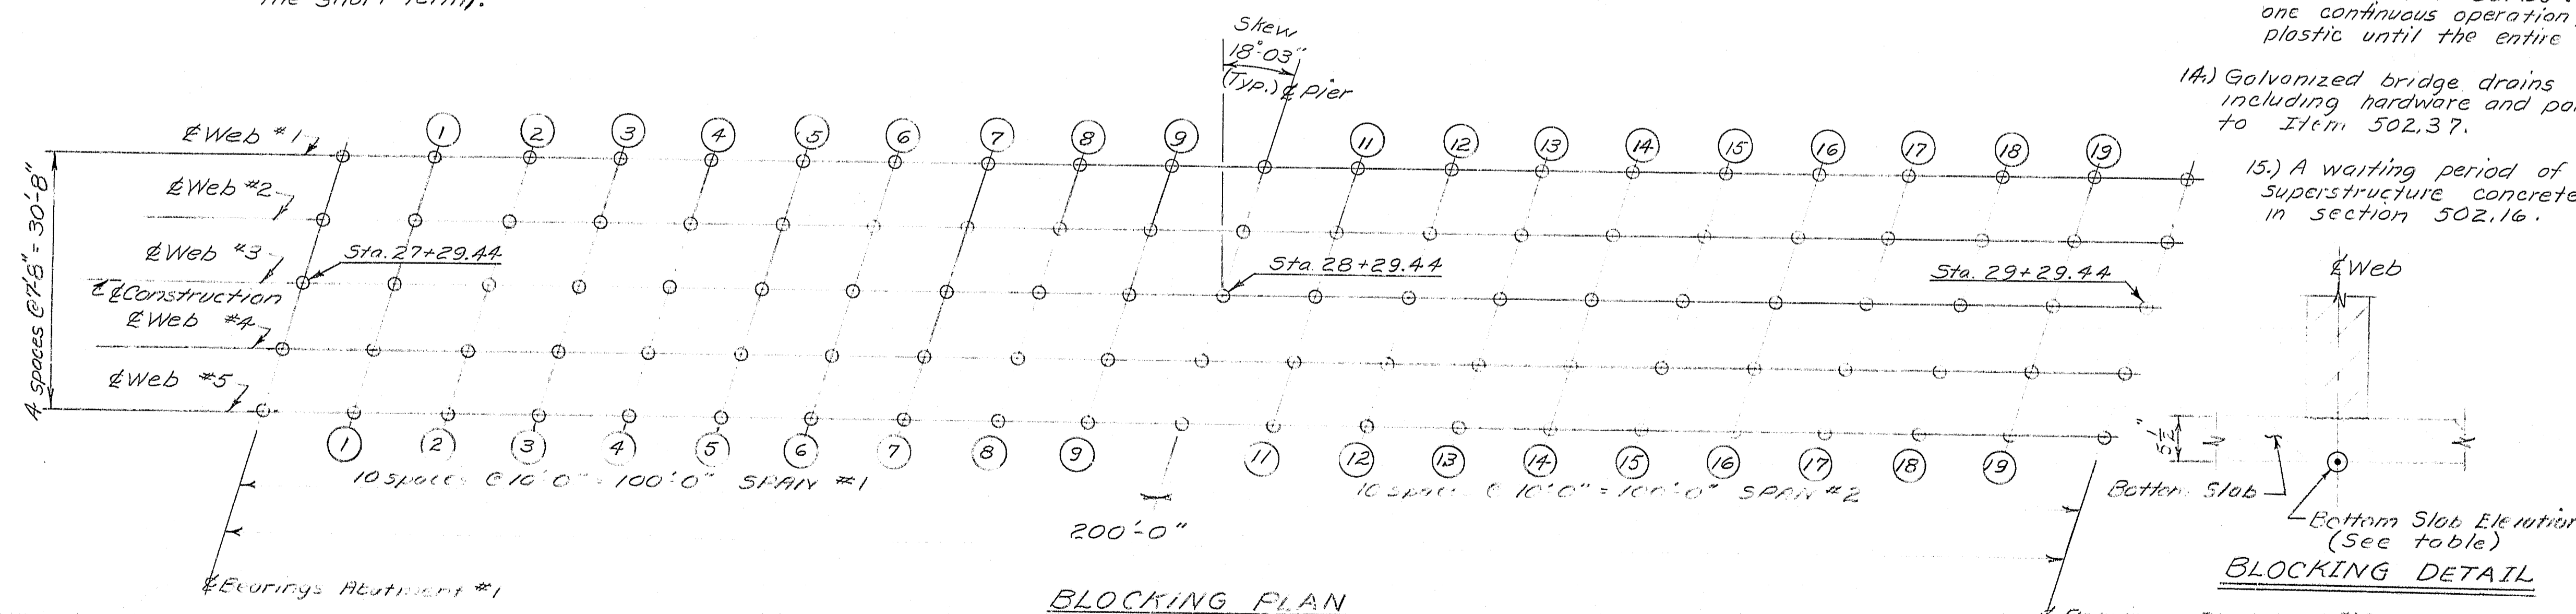 the short term).
Skew
18°-03"
(Typ.) ℄ Pier
one continuous operation,
plastic until the entire
14.) Galvanized bridge drains
including hardware and
to Item 502.37.
15.) A waiting period of
superstructure concrete
in section 502.16.
℄ Web #1
1 2 3 4 5 6 7 8 9 11 12 13 14 15 16 17 18 19
℄ Web #2
4 spaces @ 7'-8" = 30'-8"
℄ Web #3
Sta. 27+29.44
Sta. 28+29.44
Sta. 29+29.44
℄ Construction
℄ Web #4
℄ Web #5
1 2 3 4 5 6 7 8 9 11 12 13 14 15 16 17 18 19
10 spaces @ 10'-0" = 100'-0" SPAN #1
10 spaces @ 10'-0" = 100'-0" SPAN #2
200'-0"
℄ Bearings Abutment #1
BLOCKING PLAN
℄ Web
5½"
Bottom Slab
Bottom Slab Elevation
(See table)
BLOCKING DETAIL